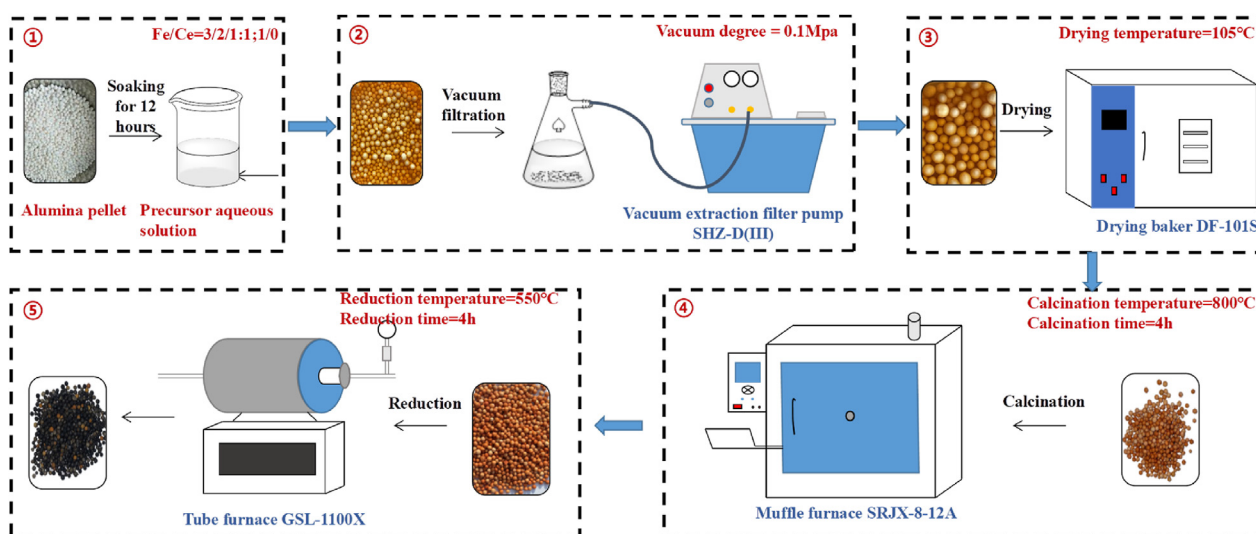 ①
Fe/Ce=3/2/1:1;1/0
Soaking
for 12
hours
Alumina pellet
Precursor aqueous
solution
②
Vacuum degree = 0.1Mpa
Vacuum
filtration
Vacuum extraction filter pump
SHZ-D(III)
③
Drying temperature=105℃
Drying
Drying baker DF-101S
④
Calcination temperature=800℃
Calcination time=4h
Calcination
Muffle furnace SRJX-8-12A
⑤
Reduction temperature=550℃
Reduction time=4h
Reduction
Tube furnace GSL-1100X